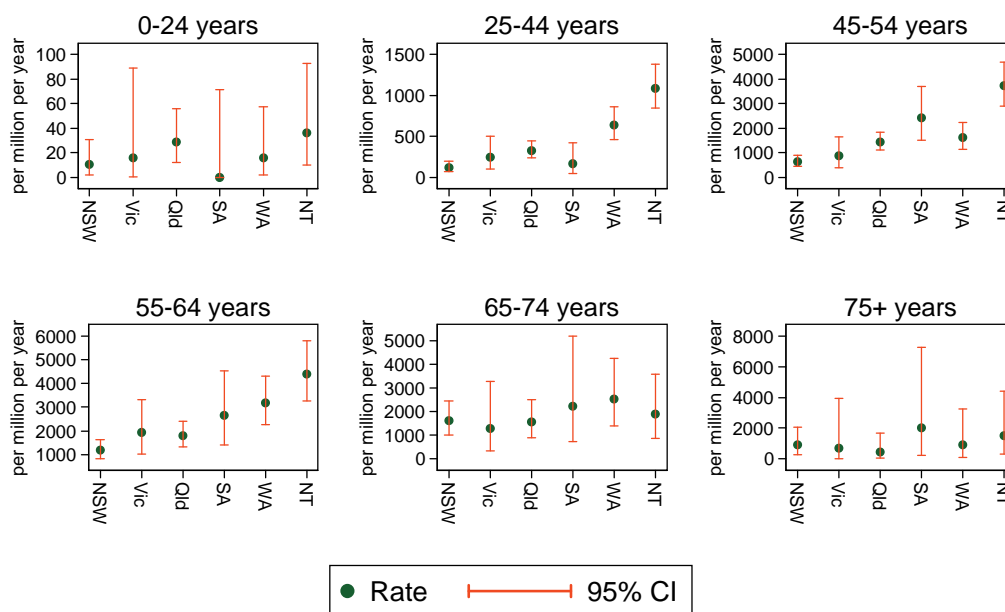 0-24 years
per million per year
100
80
60
40
20
0
NSW
Vic
Qld
SA
WA
NT
25-44 years
per million per year
1500
1000
500
0
NSW
Vic
Qld
SA
WA
NT
45-54 years
per million per year
5000
4000
3000
2000
1000
0
NSW
Vic
Qld
SA
WA
NT
55-64 years
per million per year
6000
5000
4000
3000
2000
1000
NSW
Vic
Qld
SA
WA
NT
65-74 years
per million per year
5000
4000
3000
2000
1000
0
NSW
Vic
Qld
SA
WA
NT
75+ years
per million per year
8000
6000
4000
2000
0
NSW
Vic
Qld
SA
WA
NT
Rate 95% CI